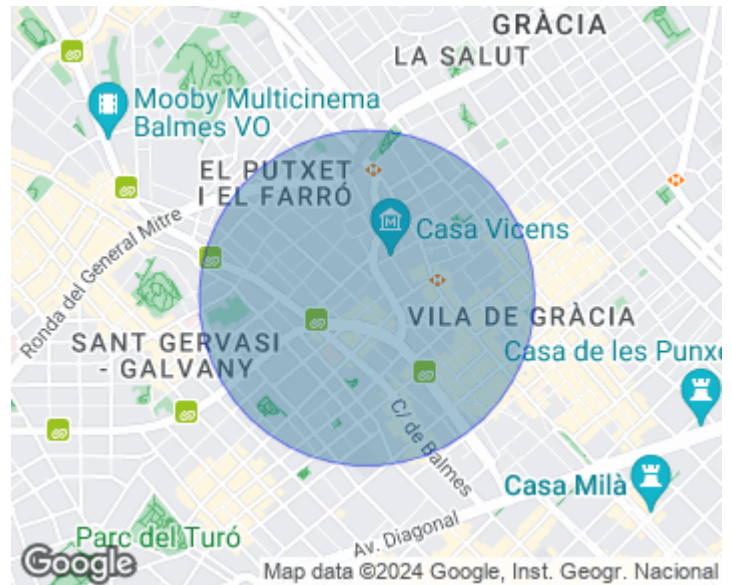 GRÀCIA
LA SALUT
Mooby Multicinema
Balmes VO
EL PUTXET
I EL FARRÓ
Ronda del General Mitre
Casa Vicens
VILA DE GRÀCIA
SANT GERVASI
- GALVANY
Casa de les Punxe
C/ de Balmes
Casa Milà
Parc del Turó
Av. Diagonal
Google
Map data ©2024 Google, Inst. Geogr. Nacional